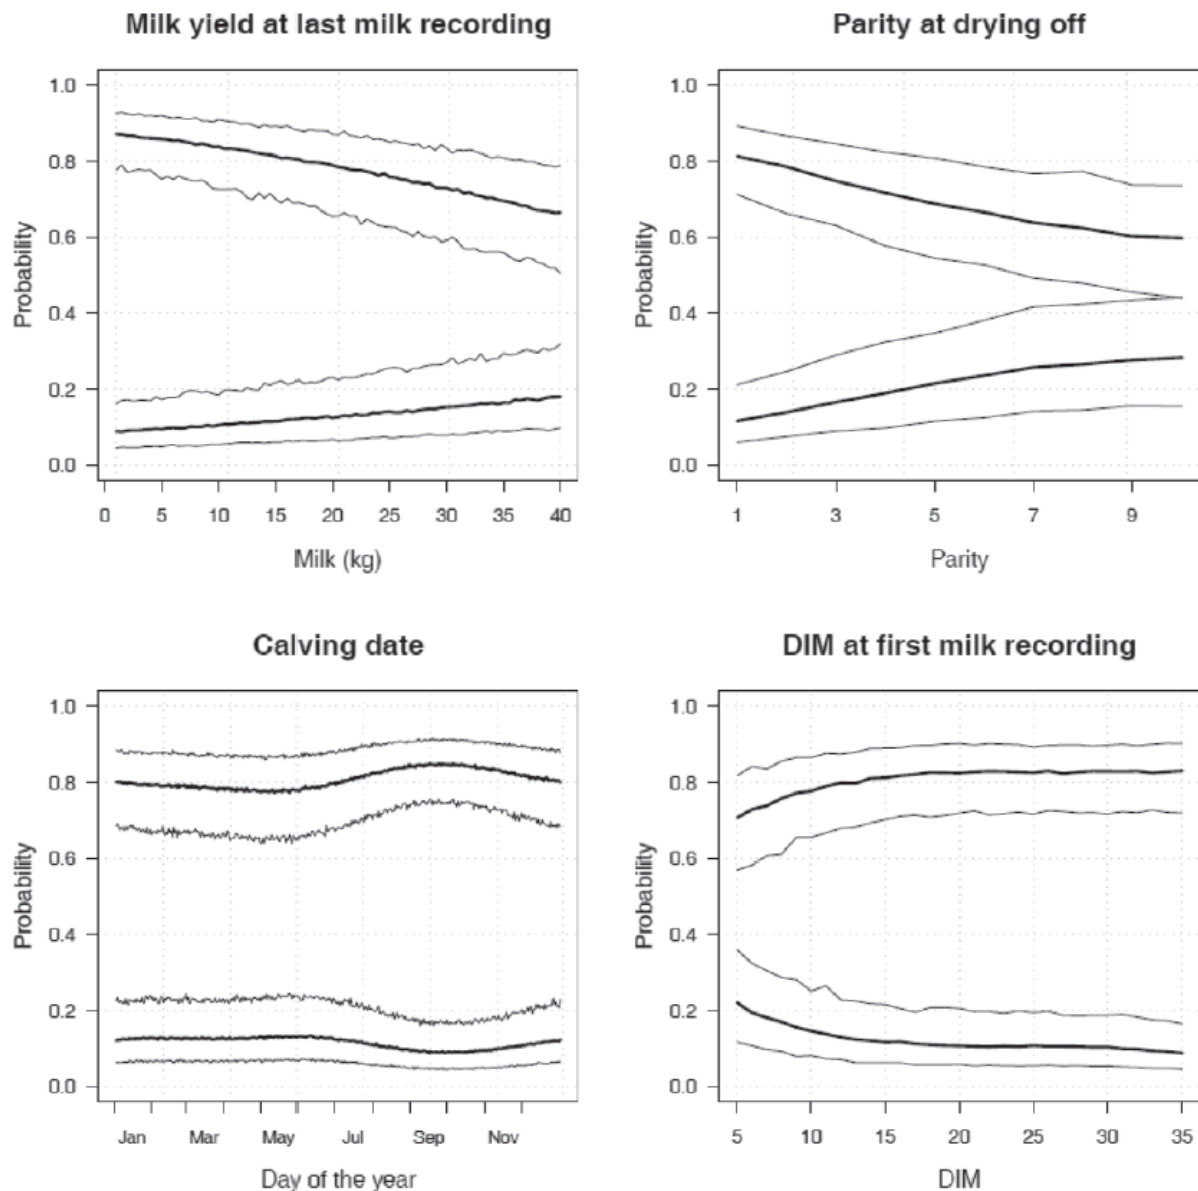 Milk yield at last milk recording
Probability
1.0
0.8
0.6
0.4
0.2
0.0
0 5 10 15 20 25 30 35 40
Milk (kg)
Parity at drying off
Probability
1.0
0.8
0.6
0.4
0.2
0.0
1 3 5 7 9
Parity
Calving date
Probability
1.0
0.8
0.6
0.4
0.2
0.0
Jan Mar May Jul Sep Nov
Day of the year
DIM at first milk recording
Probability
1.0
0.8
0.6
0.4
0.2
0.0
5 10 15 20 25 30 35
DIM